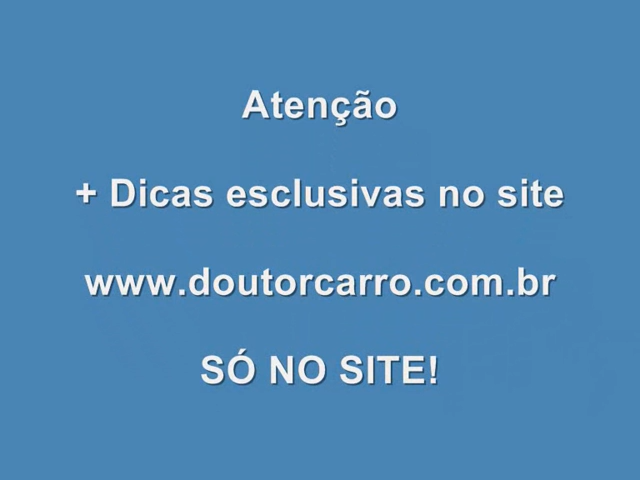 Atenção
+ Dicas esclusivas no site
www.doutorcarro.com.br
SÓ NO SITE!